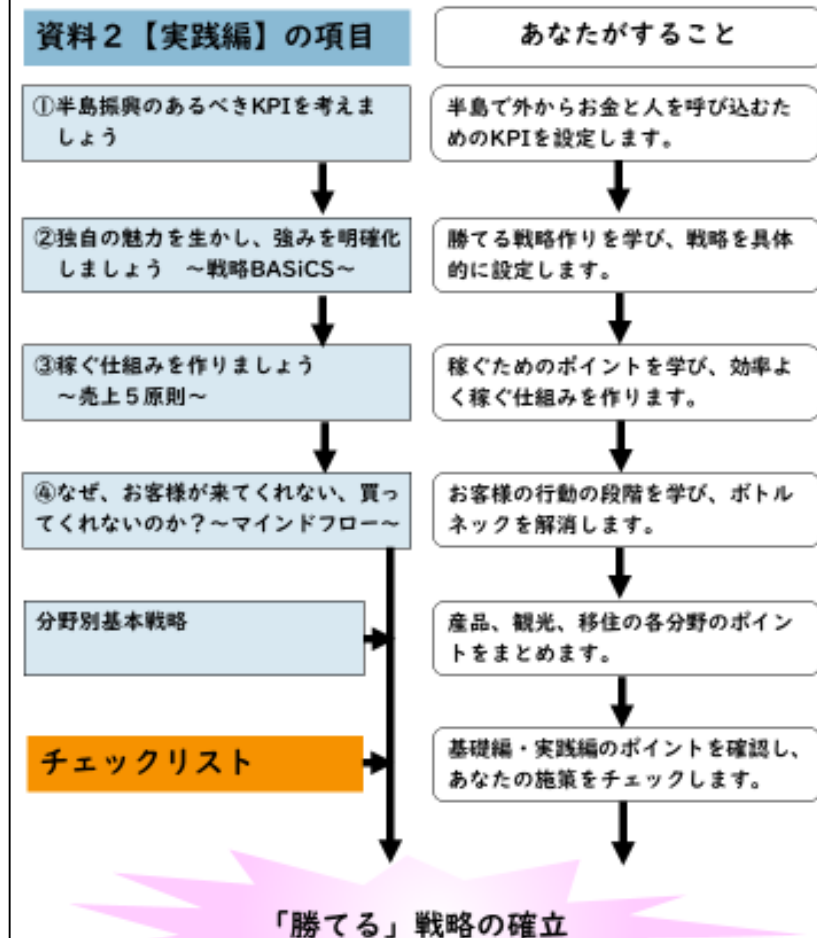 資料２【実践編】の項目
あなたがすること
①半島振興のあるべきKPIを考えま
しょう
半島で外からお金と人を呼び込むた
めのKPIを設定します。
②独自の魅力を生かし、強みを明確化
しましょう　～戦略BASiCS～
勝てる戦略作りを学び、戦略を具体
的に設定します。
③稼ぐ仕組みを作りましょう
～売上５原則～
稼ぐためのポイントを学び、効率よ
く稼ぐ仕組みを作ります。
④なぜ、お客様が来てくれない、買っ
てくれないのか？～マインドフロー～
お客様の行動の段階を学び、ボトル
ネックを解消します。
分野別基本戦略
産品、観光、移住の各分野のポイン
トをまとめます。
チェックリスト
基礎編・実践編のポイントを確認し、
あなたの施策をチェックします。
「勝てる」戦略の確立